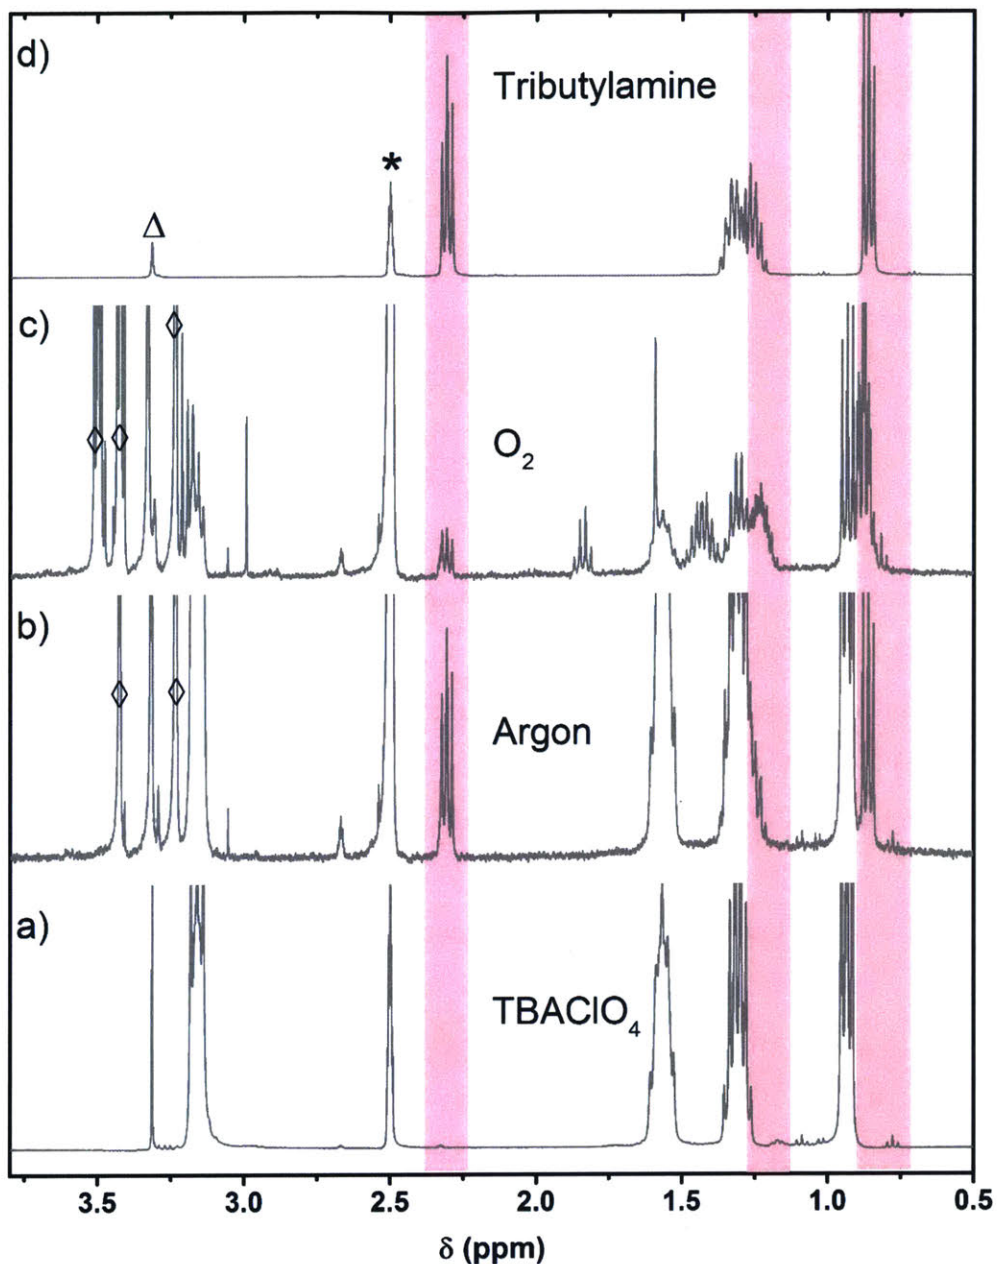 d)
Tributylamine
*
Δ
c)
◊
◊ ◊
O₂
b)
◊ ◊
Argon
a)
TBAClO₄
3.5 3.0 2.5 2.0 1.5 1.0 0.5
δ (ppm)